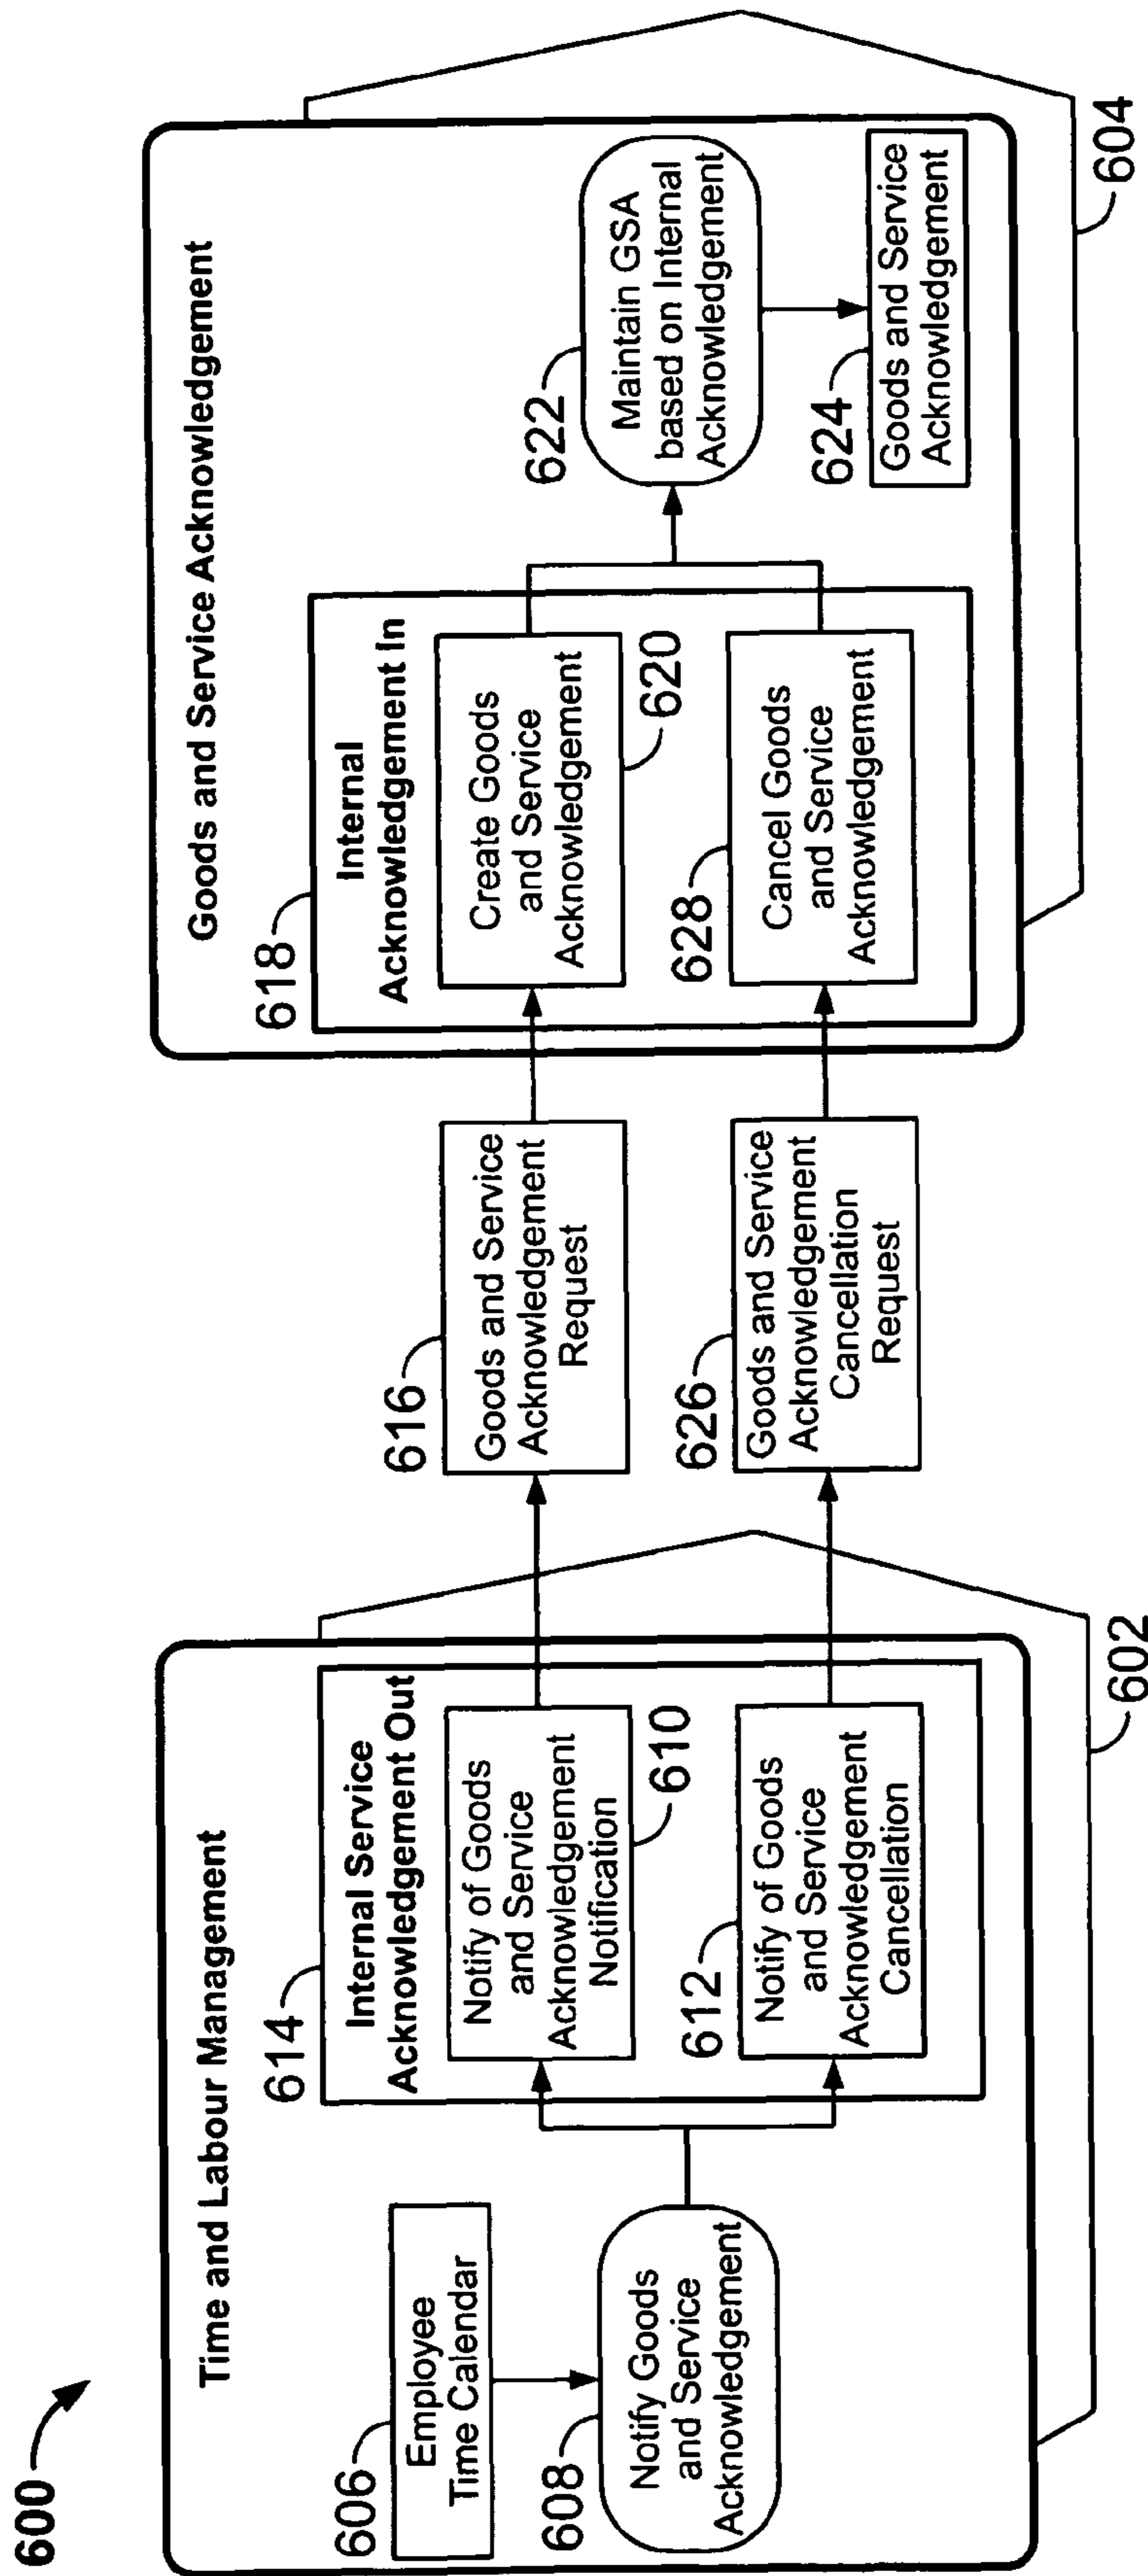 600
Time and Labour Management
606
Employee
Time Calendar
608
Notify Goods
and Service
Acknowledgement
614
Internal Service
Acknowledgement Out
Notify of Goods
and Service
Acknowledgement
Notification
610
612
Notify of Goods
and Service
Acknowledgement
Cancellation
602
616
Goods and Service
Acknowledgement
Request
626
Goods and Service
Acknowledgement
Cancellation
Request
Goods and Service Acknowledgement
618
Internal
Acknowledgement In
Create Goods
and Service
Acknowledgement
620
628
Cancel Goods
and Service
Acknowledgement
622
Maintain GSA
based on Internal
Acknowledgement
624
Goods and Service
Acknowledgement
604